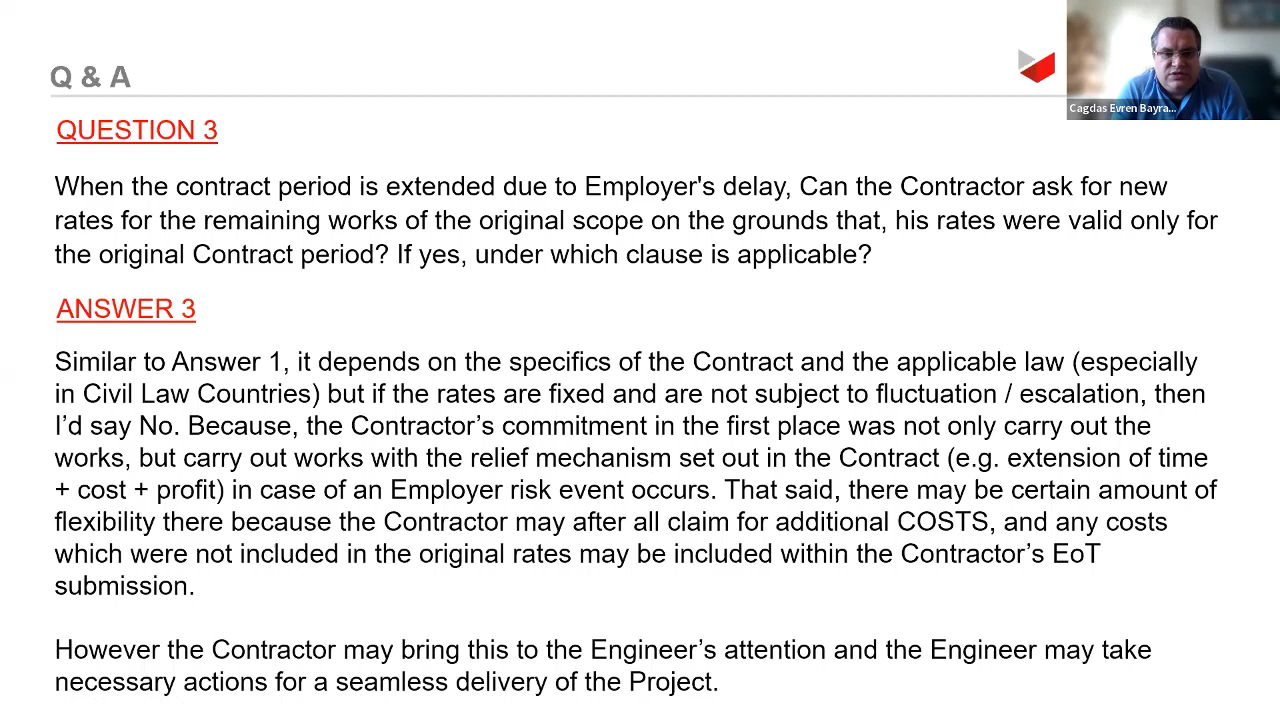 Q & A
Cagdas Evren Bayra...
QUESTION 3
When the contract period is extended due to Employer's delay, Can the Contractor ask for new
rates for the remaining works of the original scope on the grounds that, his rates were valid only for
the original Contract period? If yes, under which clause is applicable?
ANSWER 3
Similar to Answer 1, it depends on the specifics of the Contract and the applicable law (especially
in Civil Law Countries) but if the rates are fixed and are not subject to fluctuation / escalation, then
I’d say No. Because, the Contractor’s commitment in the first place was not only carry out the
works, but carry out works with the relief mechanism set out in the Contract (e.g. extension of time
+ cost + profit) in case of an Employer risk event occurs. That said, there may be certain amount of
flexibility there because the Contractor may after all claim for additional COSTS, and any costs
which were not included in the original rates may be included within the Contractor’s EoT
submission.
However the Contractor may bring this to the Engineer’s attention and the Engineer may take
necessary actions for a seamless delivery of the Project.